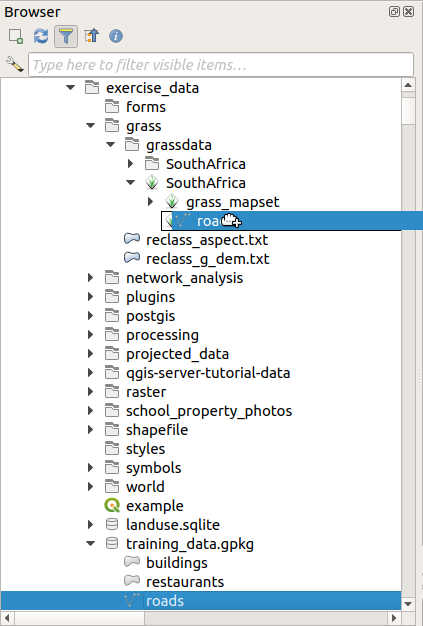 Browser
Type here to filter visible items...
exercise_data
forms
grass
grassdata
SouthAfrica
SouthAfrica
grass_mapset
reclass_aspect.txt
reclass_g_dem.txt
network_analysis
plugins
postgis
processing
projected_data
qgis-server-tutorial-data
raster
school_property_photos
shapefile
styles
symbols
world
example
landuse.sqlite
training_data.gpkg
buildings
restaurants
roads